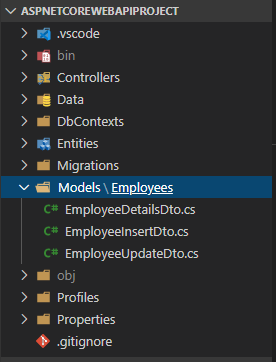 ASPNETCOREWEBAPIPROJECT
.vscode
bin
Controllers
Data
DbContexts
Entities
Migrations
Models \ Employees
C# EmployeeDetailsDto.cs
C# EmployeeInsertDto.cs
C# EmployeeUpdateDto.cs
obj
Profiles
Properties
.gitignore